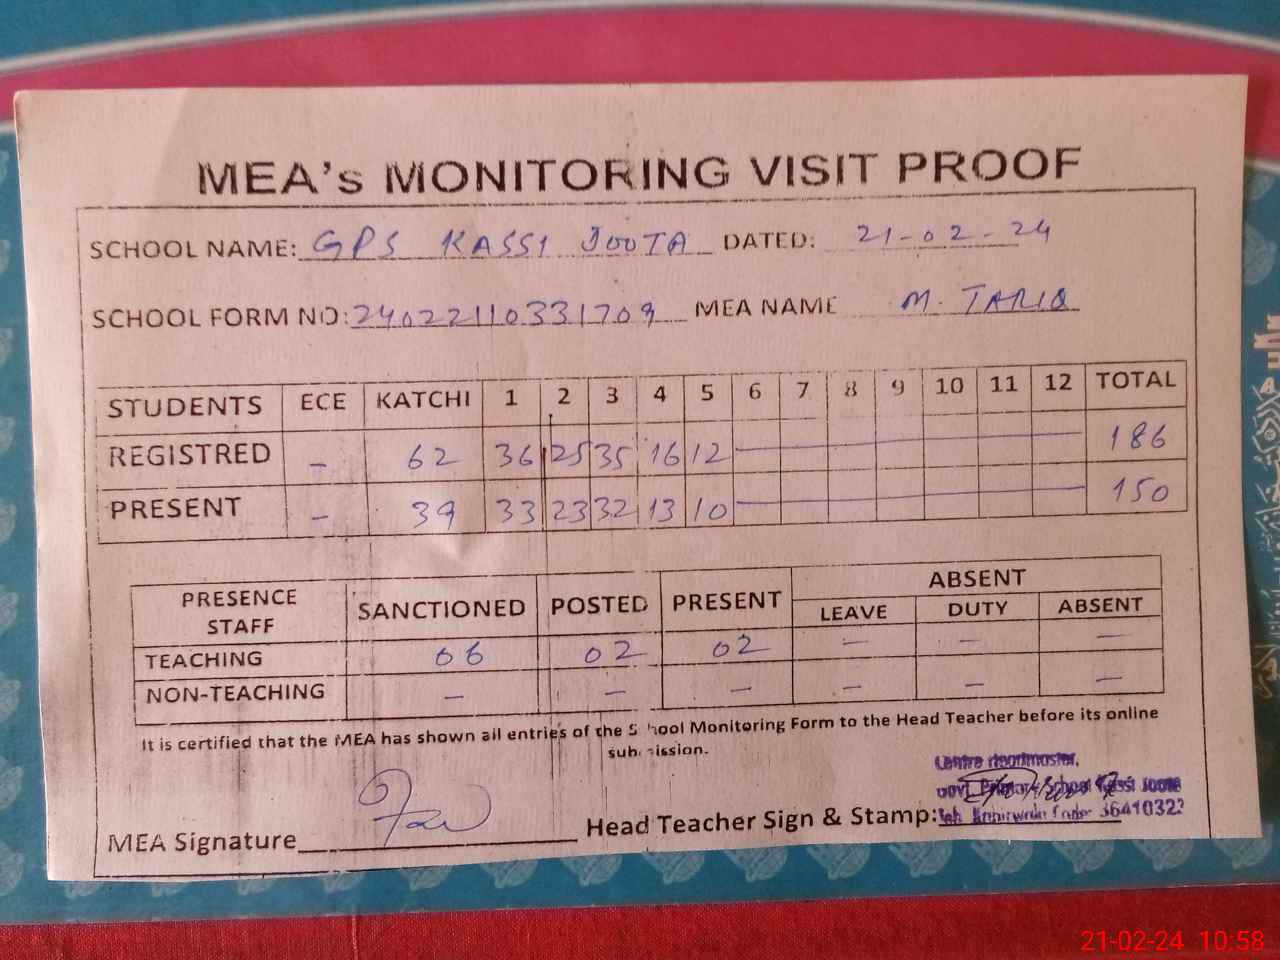 MEA's MONITORING VISIT PROOF
SCHOOL NAME: GPS KASSI JOOTA DATED: 21-02-24
SCHOOL FORM NO: 24022110331709 MEA NAME M. TARIQ
STUDENTS ECE KATCHI 1 2 3 4 5 6 7 8 9 10 11 12 TOTAL
REGISTRED - 62 36 25 35 16 12 — 186
PRESENT - 39 33 23 32 13 10 — 150
PRESENCE STAFF SANCTIONED POSTED PRESENT ABSENT
LEAVE DUTY ABSENT
TEACHING 06 02 02 - - -
NON-TEACHING - - - - - -
It is certified that the MEA has shown all entries of the School Monitoring Form to the Head Teacher before its online
submission.
MEA Signature Head Teacher Sign & Stamp:
School Kassi
36410322
21-02-24 10:58